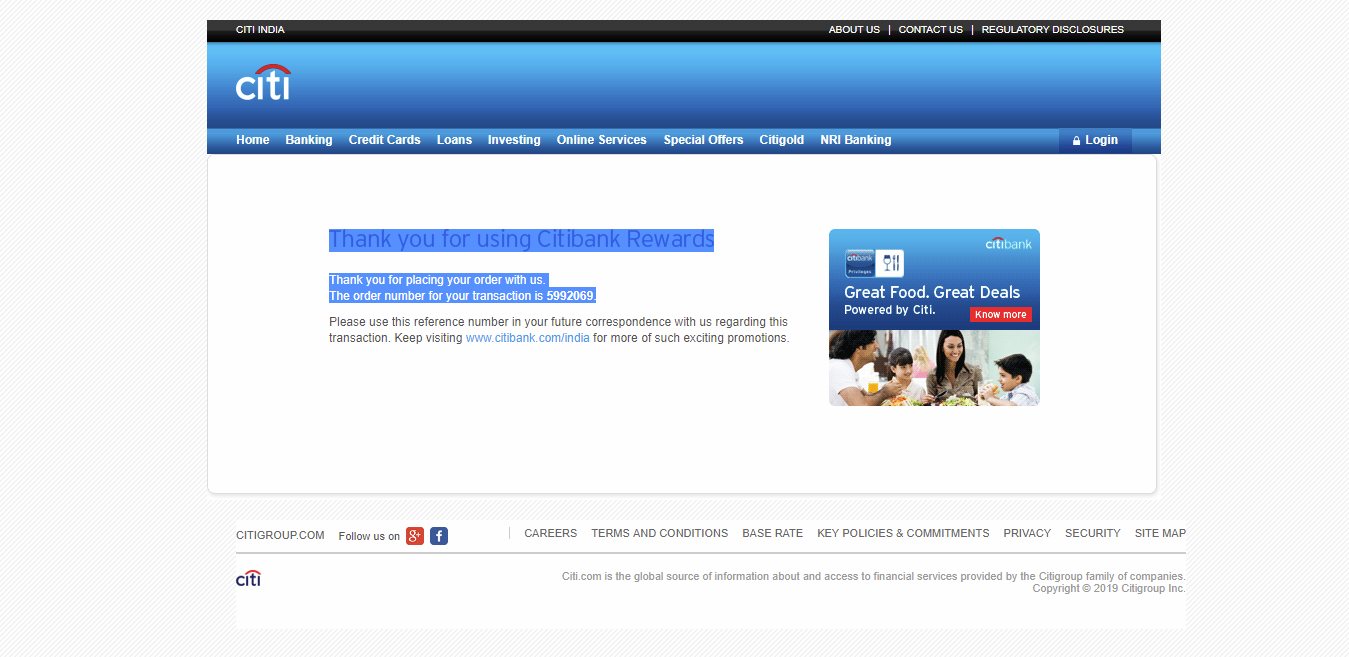 CITI INDIA
ABOUT US | CONTACT US | REGULATORY DISCLOSURES
citi
Home Banking Credit Cards Loans Investing Online Services Special Offers Citigold NRI Banking Login
Thank you for using Citibank Rewards
Thank you for placing your order with us.
The order number for your transaction is 5992069.
Please use this reference number in your future correspondence with us regarding this
transaction. Keep visiting www.citibank.com/india for more of such exciting promotions.
citibank
citibank
Privileges
Great Food. Great Deals
Powered by Citi.
Know more
CITIGROUP.COM Follow us on g+ f
CAREERS TERMS AND CONDITIONS BASE RATE KEY POLICIES & COMMITMENTS PRIVACY SECURITY SITE MAP
citi
Citi.com is the global source of information about and access to financial services provided by the Citigroup family of companies.
Copyright © 2019 Citigroup Inc.